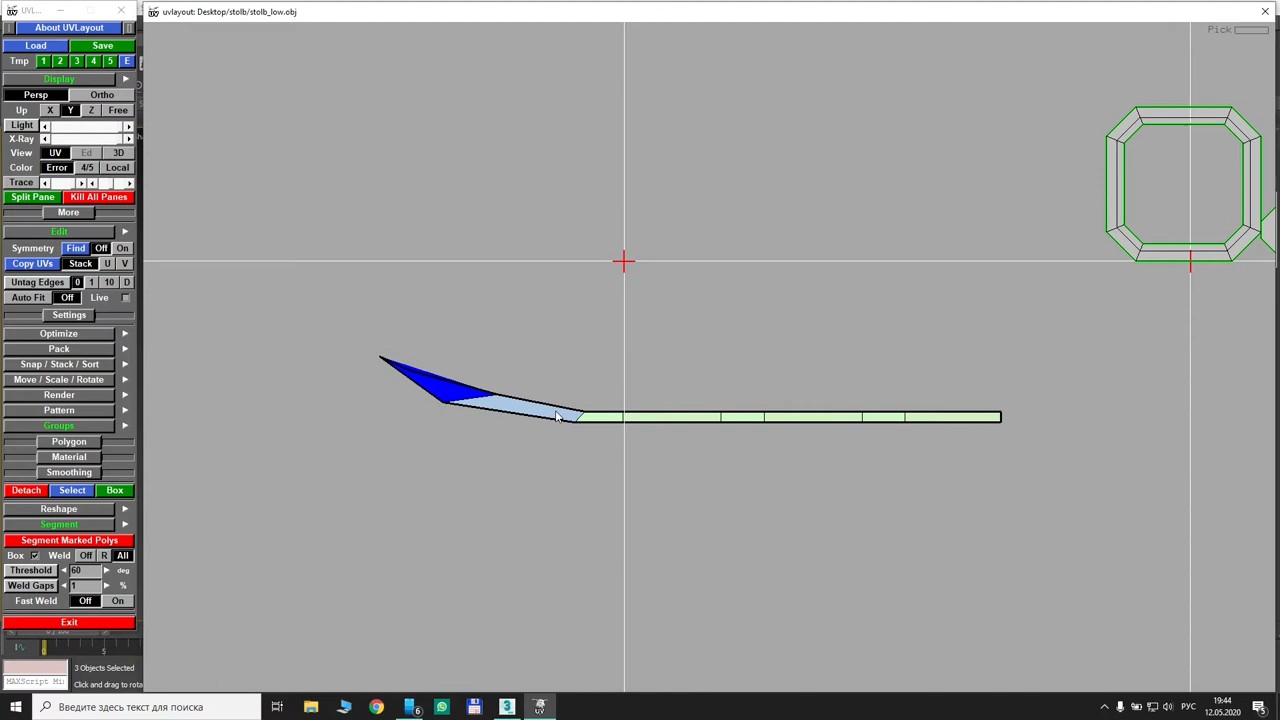 UVL...
uvlayout: Desktop/stolb/stolb_low.obj
About UVLayout
Load Save
Tmp 1 2 3 4 5 E
Display
Persp Ortho
Up X Y Z Free
Light
X-Ray
View UV Ed 3D
Color Error 4/5 Local
Trace
Split Pane Kill All Panes
More
Edit
Symmetry Find Off On
Copy UVs Stack U V
Untag Edges 0 1 10 D
Auto Fit Off Live
Settings
Optimize
Pack
Snap / Stack / Sort
Move / Scale / Rotate
Render
Pattern
Groups
Polygon
Material
Smoothing
Detach Select Box
Reshape
Segment
Segment Marked Polys
Box Weld Off R All
Threshold 60 deg
Weld Gaps 1 %
Fast Weld Off On
Exit
Pick
0 5
3 Objects Selected
MAXScript Mi
Click and drag to rota
Введите здесь текст для поиска
6
3
UV
РУС
19:44
12.05.2020
5